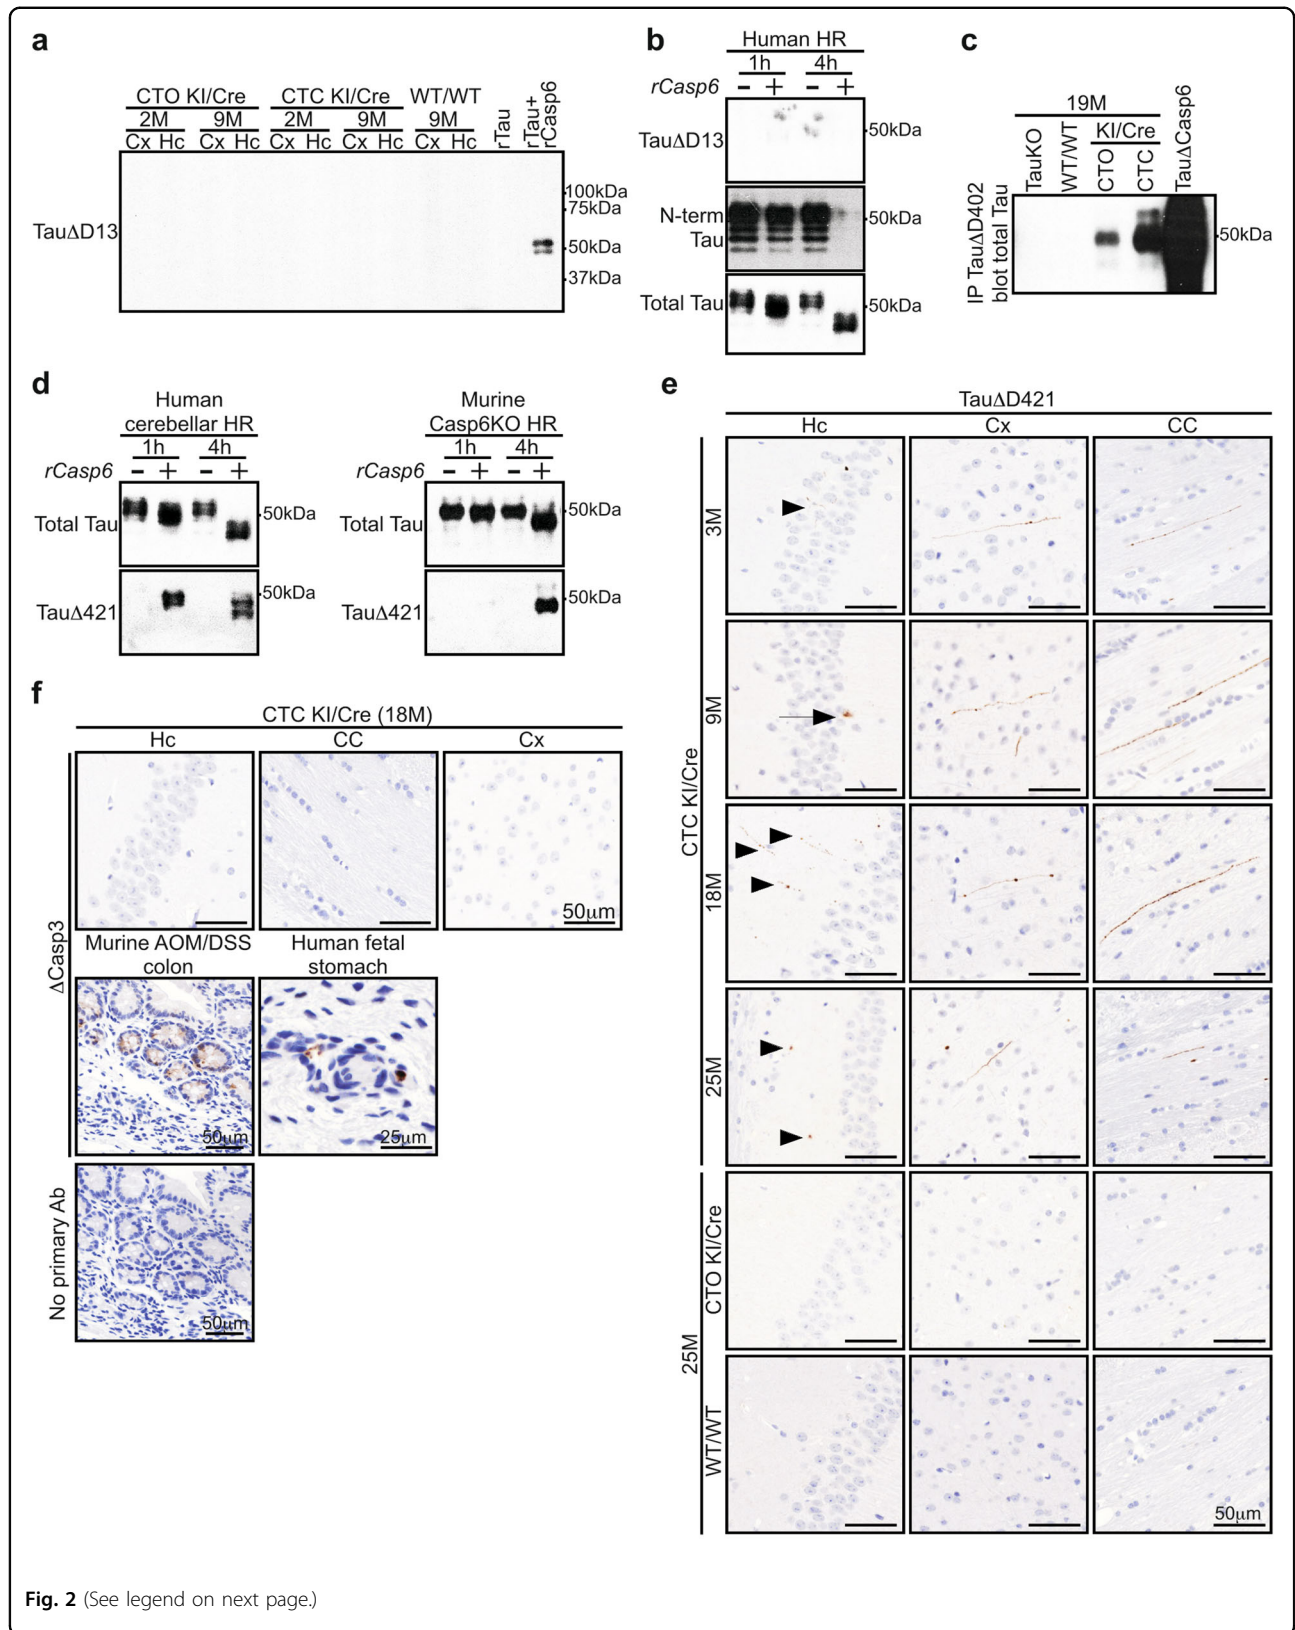 a
CTO KI/Cre CTC KI/Cre WT/WT
2M 9M 2M 9M 9M
Cx Hc Cx Hc Cx Hc Cx Hc Cx Hc
rTau
rTau+
rCasp6
TauΔD13
100kDa
75kDa
50kDa
37kDa
b
Human HR
1h 4h
rCasp6 – + – +
TauΔD13
50kDa
N-term
Tau
50kDa
Total Tau
50kDa
c
19M
KI/Cre
TauKO
WT/WT
CTO
CTC
TauΔCasp6
IP TauΔD402
blot total Tau
50kDa
d
Human
cerebellar HR
1h 4h
rCasp6 – + – +
Total Tau
50kDa
TauΔ421
50kDa
Murine
Casp6KO HR
1h 4h
rCasp6 – + – +
Total Tau
50kDa
TauΔ421
50kDa
e
TauΔD421
Hc Cx CC
CTC KI/Cre
3M
9M
18M
25M
25M
CTO KI/Cre
WT/WT
50μm
f
CTC KI/Cre (18M)
Hc CC Cx
50μm
ΔCasp3
Murine AOM/DSS
colon
50μm
Human fetal
stomach
25μm
No primary Ab
50μm
Fig. 2 (See legend on next page.)